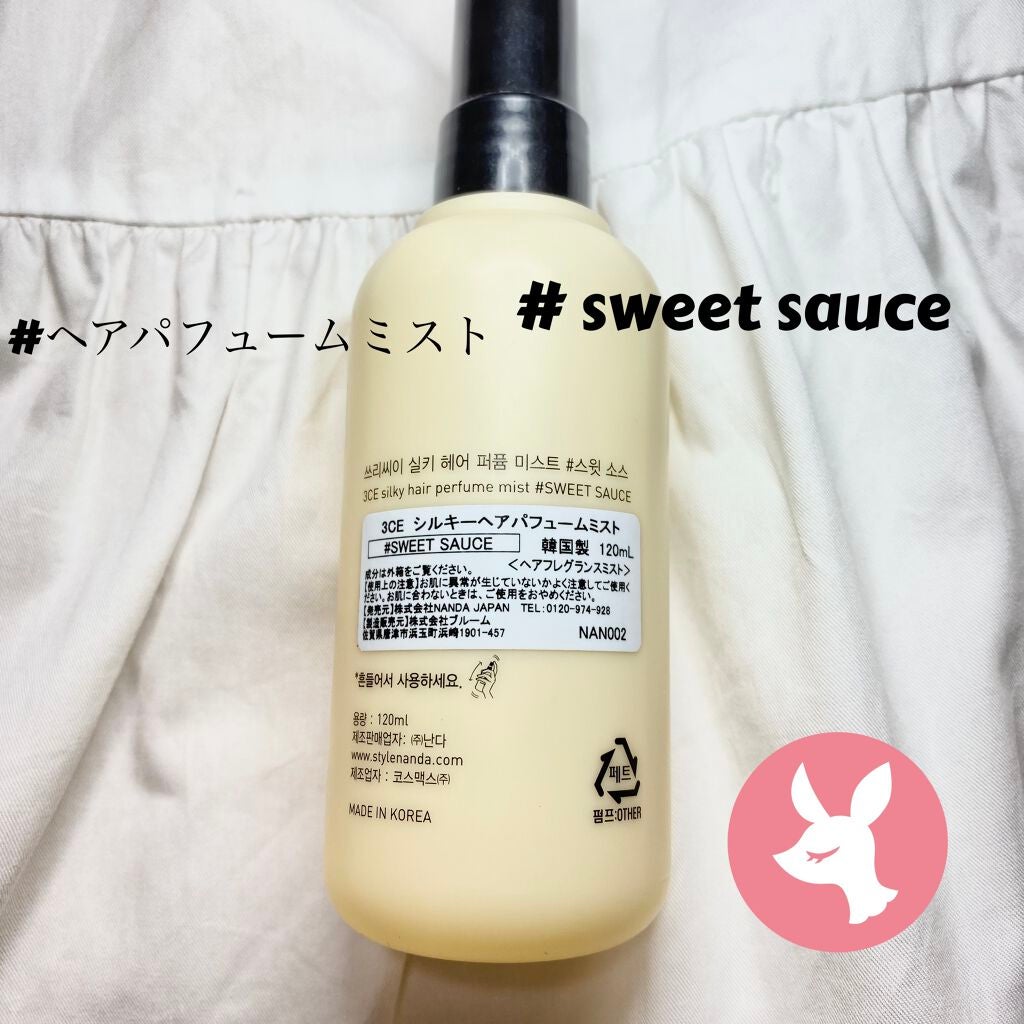 # sweet sauce
#ヘアパフュームミスト
쓰리씨이 실키 헤어 퍼퓸 미스트 #스윗 소스
3CE silky hair perfume mist #SWEET SAUCE
3CE シルキーヘアパフュームミスト
#SWEET SAUCE 韓国製 120mL
成分は外箱をご覧ください。 <ヘアフレグランスミスト>
【使用上の注意】お肌に異常が生じていないかよく注意してご使用く
ださい。お肌に合わないときは、ご使用をおやめください。
【発売元】株式会社NANDA JAPAN TEL:0120-974-928
【製造販売元】株式会社ブルーム
佐賀県唐津市浜玉町浜崎1901-457 NAN002
*흔들어서 사용하세요.
용량 : 120ml
제조판매업자: ㈜난다
www.stylenanda.com
제조업자 : 코스맥스㈜
페트
MADE IN KOREA
펌프:OTHER